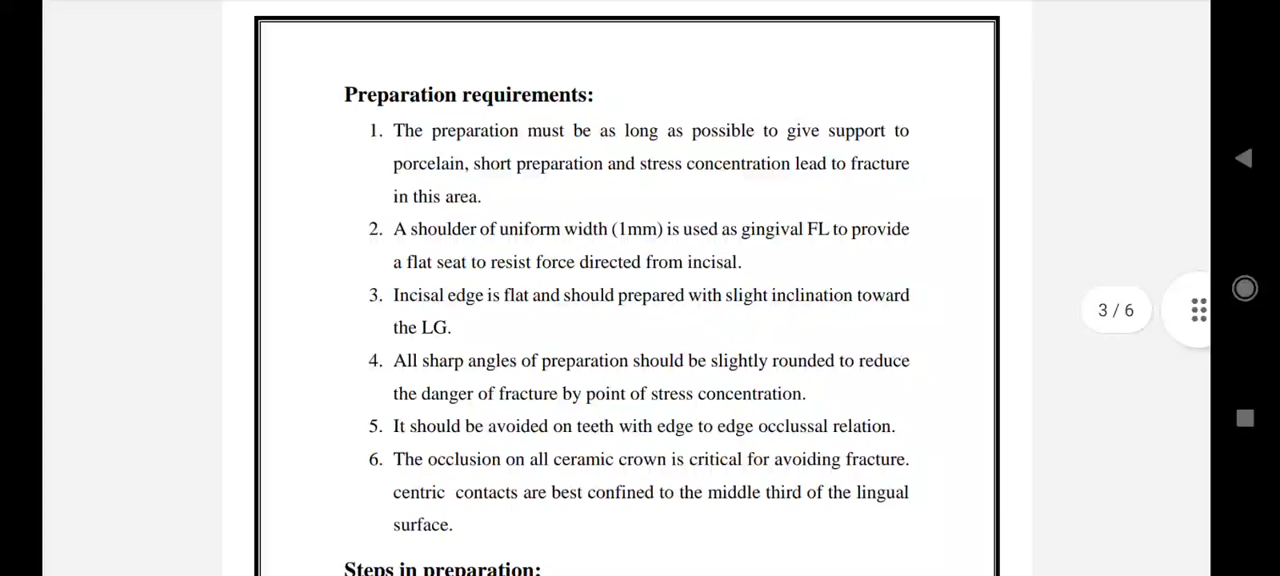 Preparation requirements:
1. The preparation must be as long as possible to give support to
porcelain, short preparation and stress concentration lead to fracture
in this area.
2. A shoulder of uniform width (1mm) is used as gingival FL to provide
a flat seat to resist force directed from incisal.
3. Incisal edge is flat and should prepared with slight inclination toward
the LG.
4. All sharp angles of preparation should be slightly rounded to reduce
the danger of fracture by point of stress concentration.
5. It should be avoided on teeth with edge to edge occlussal relation.
6. The occlusion on all ceramic crown is critical for avoiding fracture.
centric contacts are best confined to the middle third of the lingual
surface.
Steps in preparation:
3 / 6